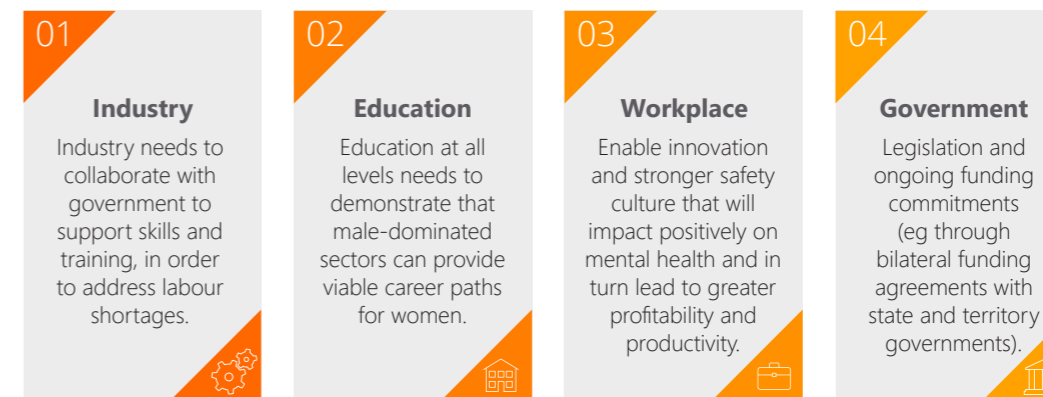 01
Industry
Industry needs to
collaborate with
government to
support skills and
training, in order
to address labour
shortages.
02
Education
Education at all
levels needs to
demonstrate that
male-dominated
sectors can provide
viable career paths
for women.
03
Workplace
Enable innovation
and stronger safety
culture that will
impact positively on
mental health and in
turn lead to greater
profitability and
productivity.
04
Government
Legislation and
ongoing funding
commitments
(eg through
bilateral funding
agreements with
state and territory
governments).